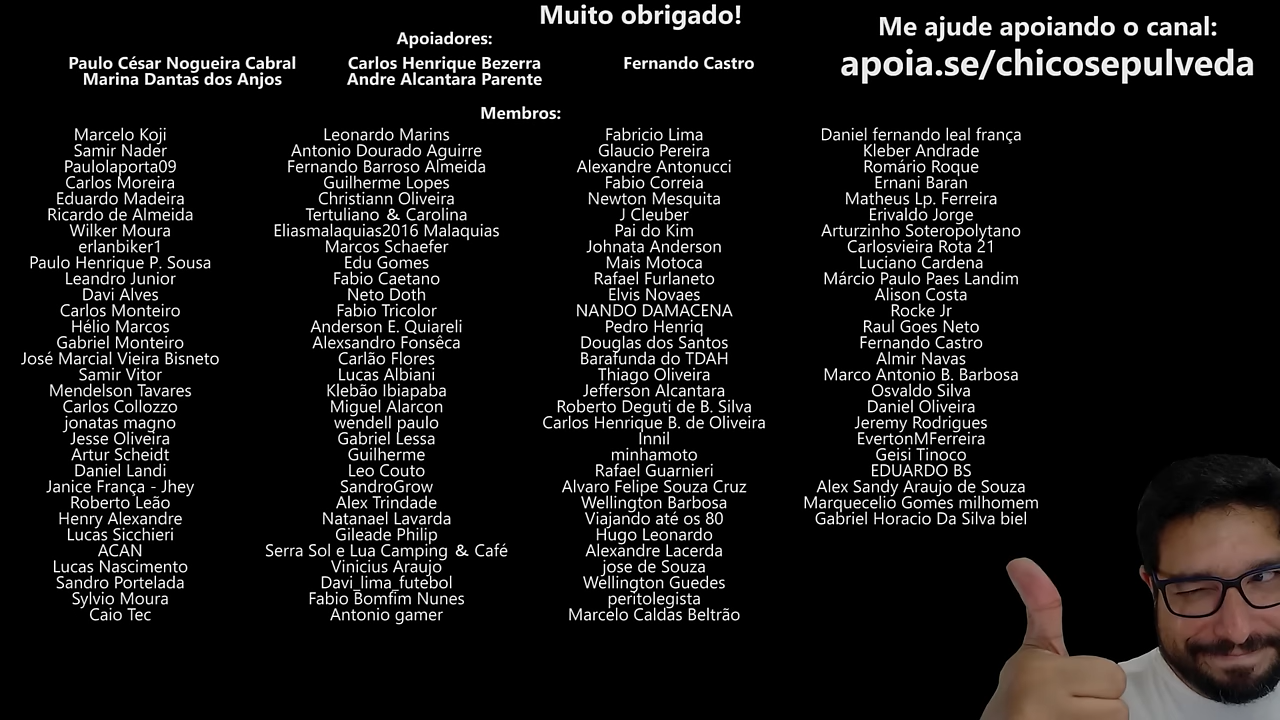 Muito obrigado!
Me ajude apoiando o canal:
apoia.se/chicosepulveda
Apoiadores:
Paulo César Nogueira Cabral
Marina Dantas dos Anjos
Carlos Henrique Bezerra
Andre Alcantara Parente
Fernando Castro
Membros:
Marcelo Koji
Samir Nader
Paulolaporta09
Carlos Moreira
Eduardo Madeira
Ricardo de Almeida
Wilker Moura
erlanbiker1
Paulo Henrique P. Sousa
Leandro Junior
Davi Alves
Carlos Monteiro
Hélio Marcos
Gabriel Monteiro
José Marcial Vieira Bisneto
Samir Vitor
Mendelson Tavares
Carlos Collozzo
jonatas magno
Jesse Oliveira
Artur Scheidt
Daniel Landi
Janice França - Jhey
Roberto Leão
Henry Alexandre
Lucas Sicchieri
ACAN
Lucas Nascimento
Sandro Portelada
Sylvio Moura
Caio Tec
Leonardo Marins
Antonio Dourado Aguirre
Fernando Barroso Almeida
Guilherme Lopes
Christiann Oliveira
Tertuliano & Carolina
Eliasmalaquias2016 Malaquias
Marcos Schaefer
Edu Gomes
Fabio Caetano
Neto Doth
Fabio Tricolor
Anderson E. Quiareli
Alexsandro Fonsêca
Carlão Flores
Lucas Albiani
Klebão Ibiapaba
Miguel Alarcon
wendell paulo
Gabriel Lessa
Guilherme
Leo Couto
SandroGrow
Alex Trindade
Natanael Lavarda
Gileade Philip
Serra Sol e Lua Camping & Café
Vinicius Araujo
Davi_lima_futebol
Fabio Bomfim Nunes
Antonio gamer
Fabricio Lima
Glaucio Pereira
Alexandre Antonucci
Fabio Correia
Newton Mesquita
J Cleuber
Pai do Kim
Johnata Anderson
Mais Motoca
Rafael Furlaneto
Elvis Novaes
NANDO DAMACENA
Pedro Henriq
Douglas dos Santos
Barafunda do TDAH
Thiago Oliveira
Jefferson Alcantara
Roberto Deguti de B. Silva
Carlos Henrique B. de Oliveira
Innil
minhamoto
Rafael Guarnieri
Alvaro Felipe Souza Cruz
Wellington Barbosa
Viajando até os 80
Hugo Leonardo
Alexandre Lacerda
jose de Souza
Wellington Guedes
peritolegista
Marcelo Caldas Beltrão
Daniel fernando leal frança
Kleber Andrade
Romário Roque
Ernani Baran
Matheus Lp. Ferreira
Erivaldo Jorge
Arturzinho Soteropolytano
Carlosvieira Rota 21
Luciano Cardena
Márcio Paulo Paes Landim
Alison Costa
Rocke Jr
Raul Goes Neto
Fernando Castro
Almir Navas
Marco Antonio B. Barbosa
Osvaldo Silva
Daniel Oliveira
Jeremy Rodrigues
EvertonMFerreira
Geisi Tinoco
EDUARDO BS
Alex Sandy Araujo de Souza
Marquecelio Gomes milhomem
Gabriel Horacio Da Silva biel